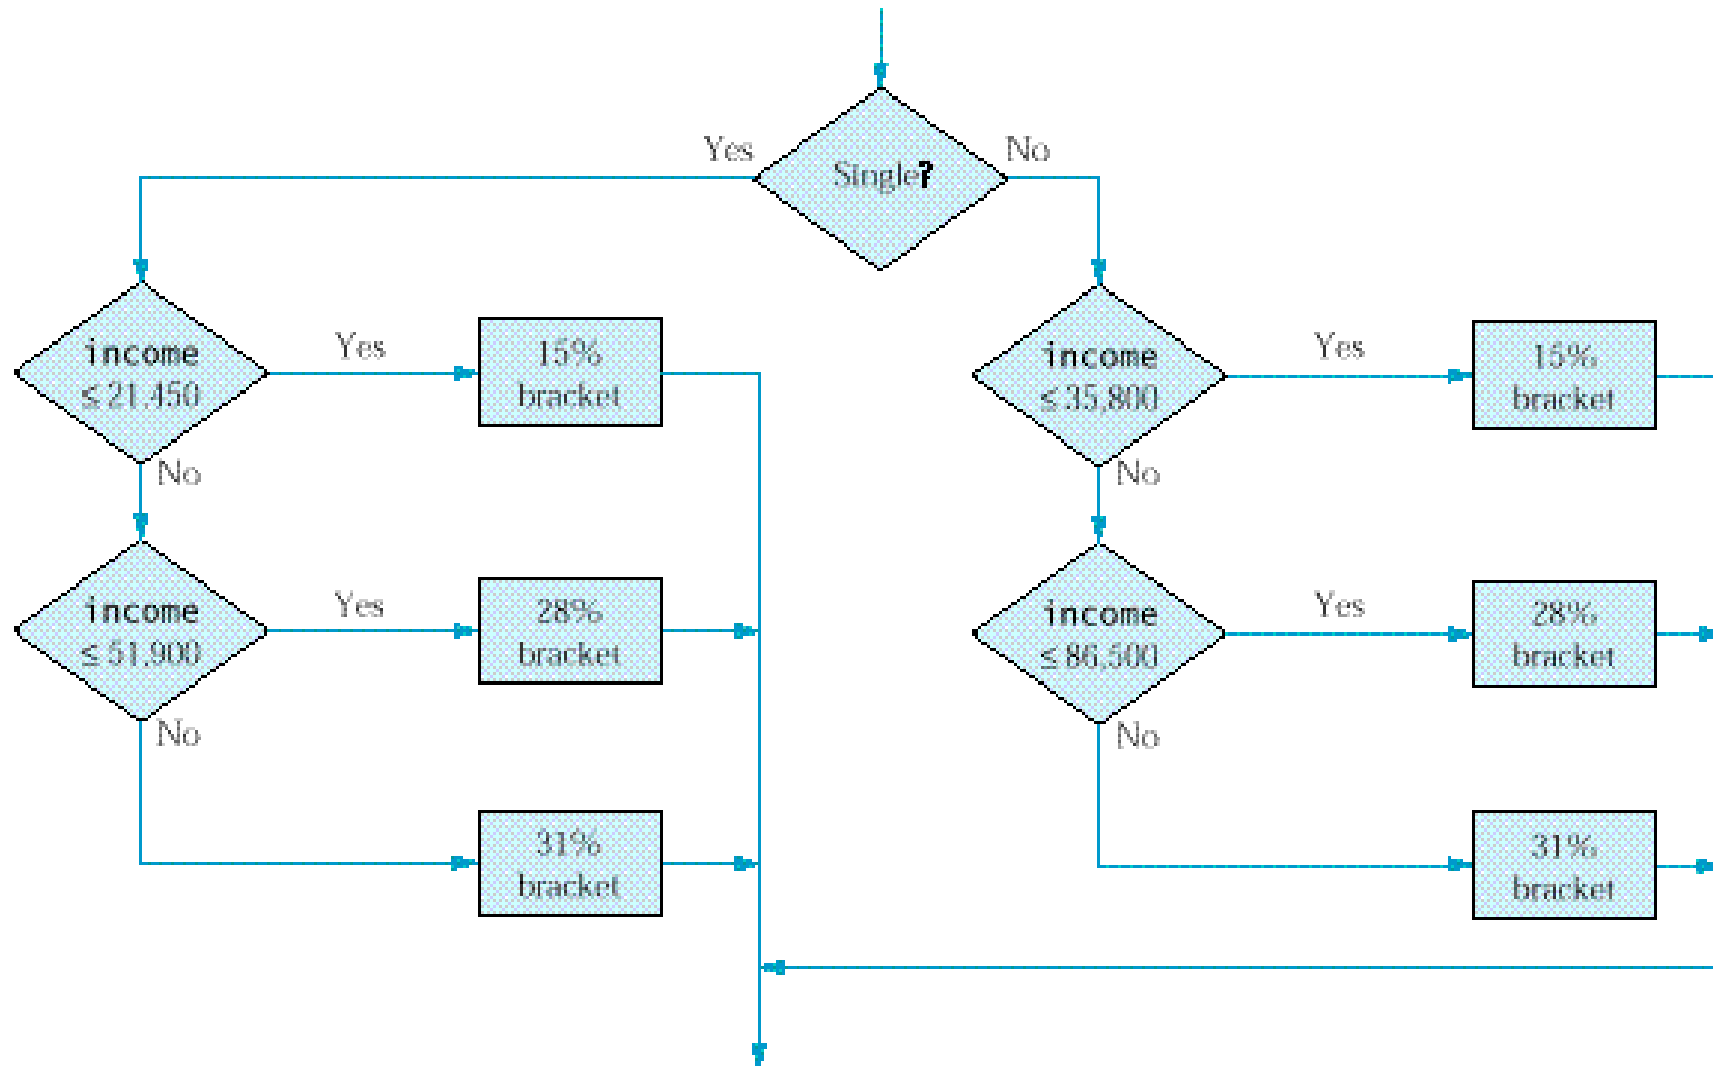 Yes
Single?
No
income
≤ 21,450
Yes
15%
bracket
No
income
≤ 51,900
Yes
28%
bracket
No
31%
bracket
income
≤ 35,800
Yes
15%
bracket
No
income
≤ 86,500
Yes
28%
bracket
No
31%
bracket